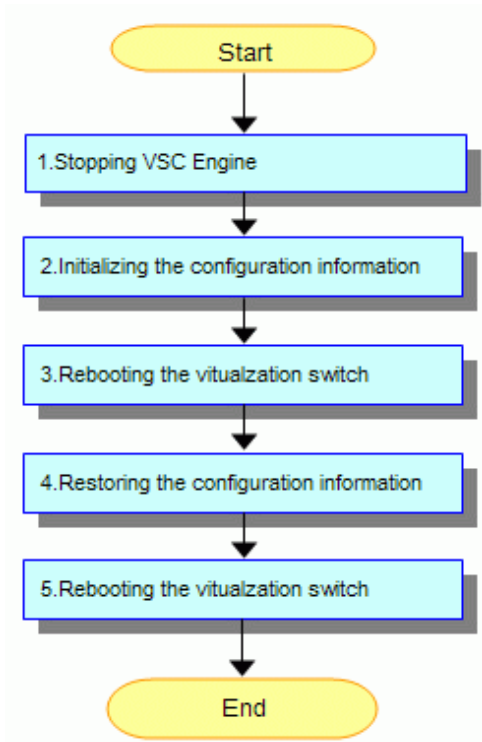 Start
1.Stopping VSC Engine
2.Initializing the configuration information
3.Rebooting the vitualzation switch
4.Restoring the configuration information
5.Rebooting the vitualzation switch
End